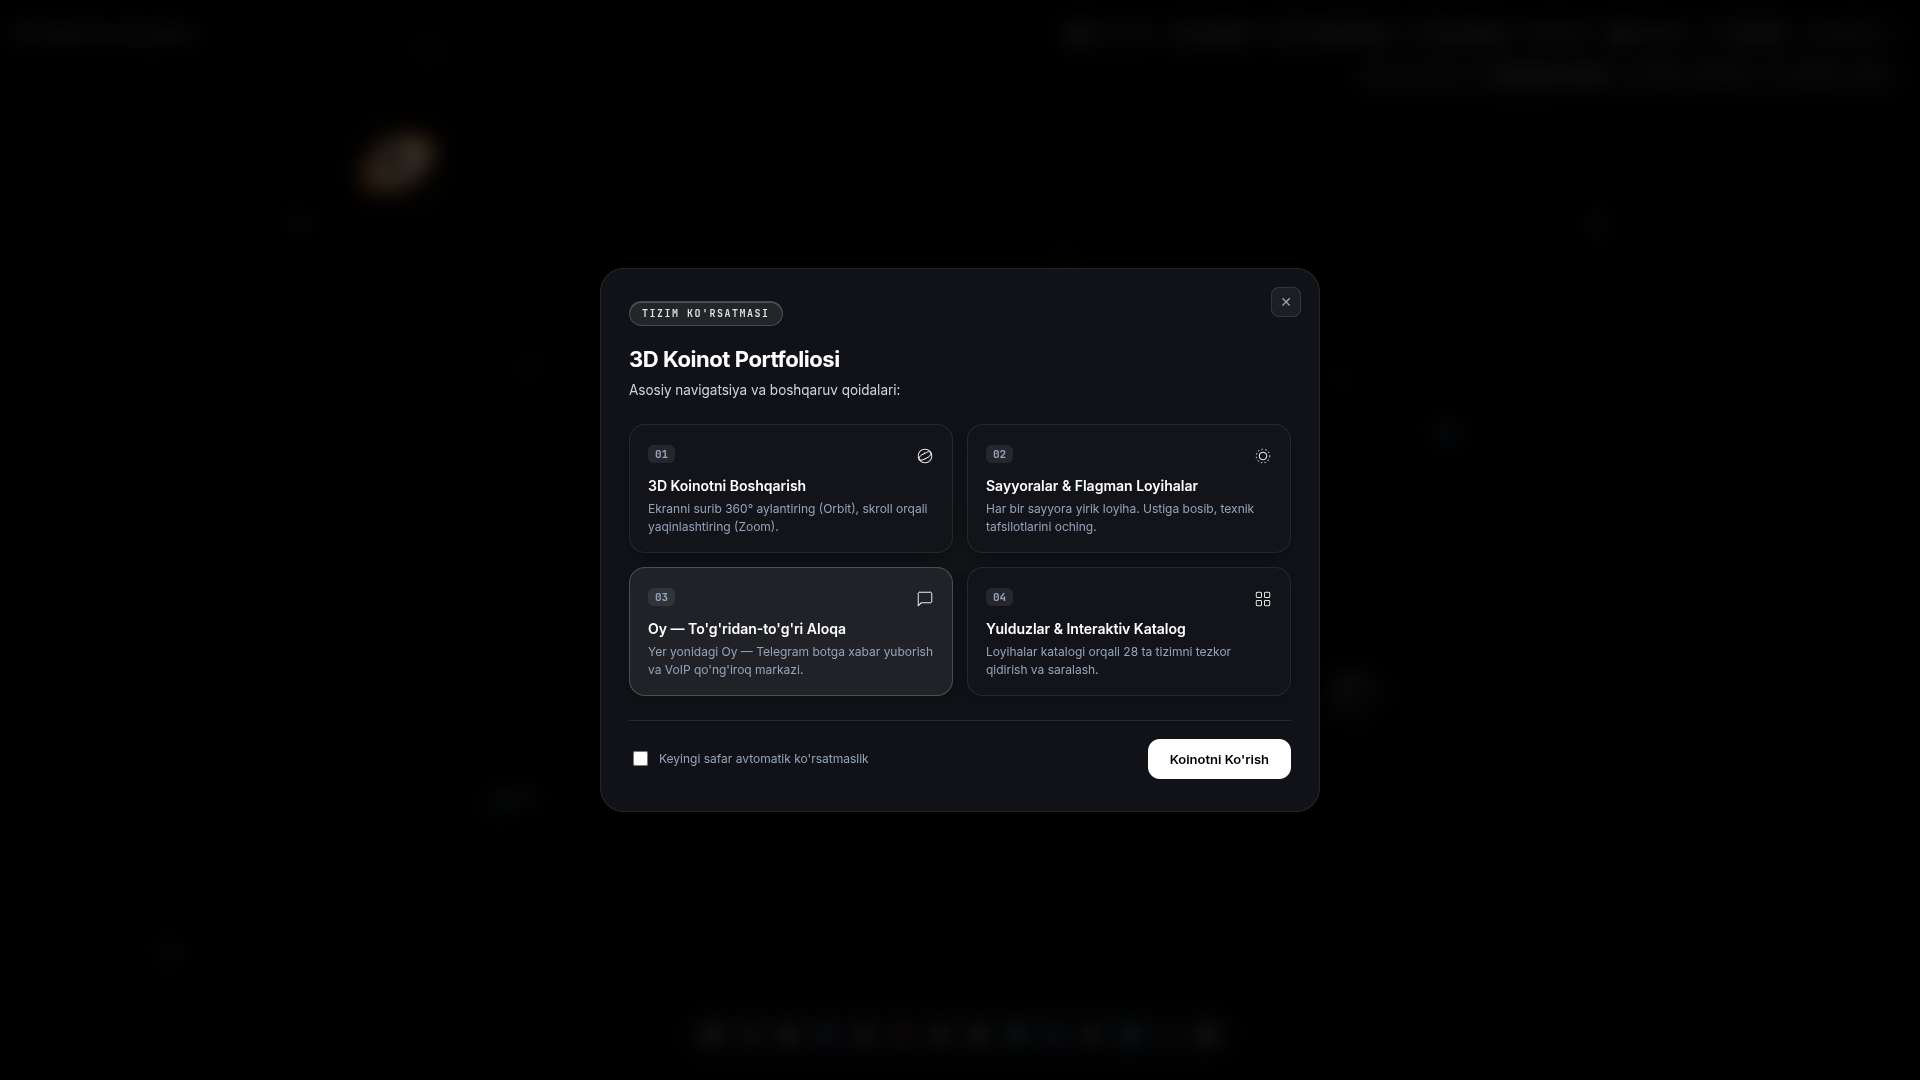 TIZIM KO'RSATMASI
✕
3D Koinot Portfoliosi
Asosiy navigatsiya va boshqaruv qoidalari:
01
3D Koinotni Boshqarish
Ekranni surib 360° aylantiring (Orbit), skroll orqali
yaqinlashtiring (Zoom).
02
Sayyoralar & Flagman Loyihalar
Har bir sayyora yirik loyiha. Ustiga bosib, texnik
tafsilotlarini oching.
03
Oy — To'g'ridan-to'g'ri Aloqa
Yer yonidagi Oy — Telegram botga xabar yuborish
va VoIP qo'ng'iroq markazi.
04
Yulduzlar & Interaktiv Katalog
Loyihalar katalogi orqali 28 ta tizimni tezkor
qidirish va saralash.
Keyingi safar avtomatik ko'rsatmaslik
Koinotni Ko'rish